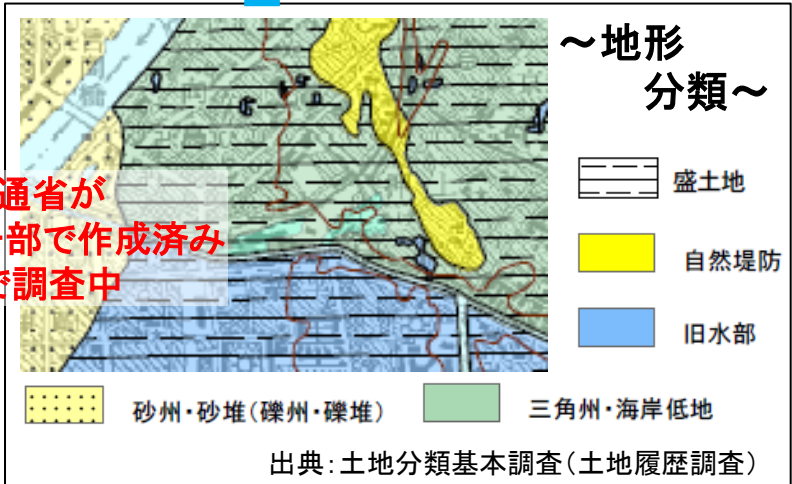 ～地形
分類～
通省が
部で作成済み
で調査中
盛土地
自然堤防
旧水部
砂州・砂堆(礫州・礫堆)
三角州・海岸低地
出典:土地分類基本調査(土地履歴調査)